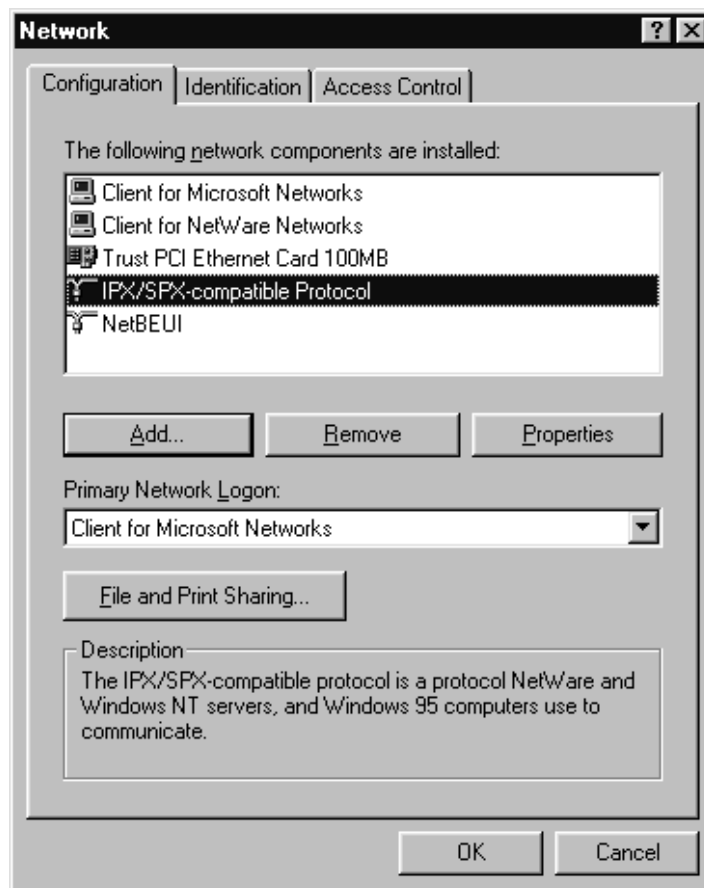 Network
Configuration Identification Access Control
The following network components are installed:
Client for Microsoft Networks
Client for NetWare Networks
Trust PCI Ethernet Card 100MB
IPX/SPX-compatible Protocol
NetBEUI
Add... Remove Properties
Primary Network Logon:
Client for Microsoft Networks
File and Print Sharing...
Description
The IPX/SPX-compatible protocol is a protocol NetWare and
Windows NT servers, and Windows 95 computers use to
communicate.
OK Cancel